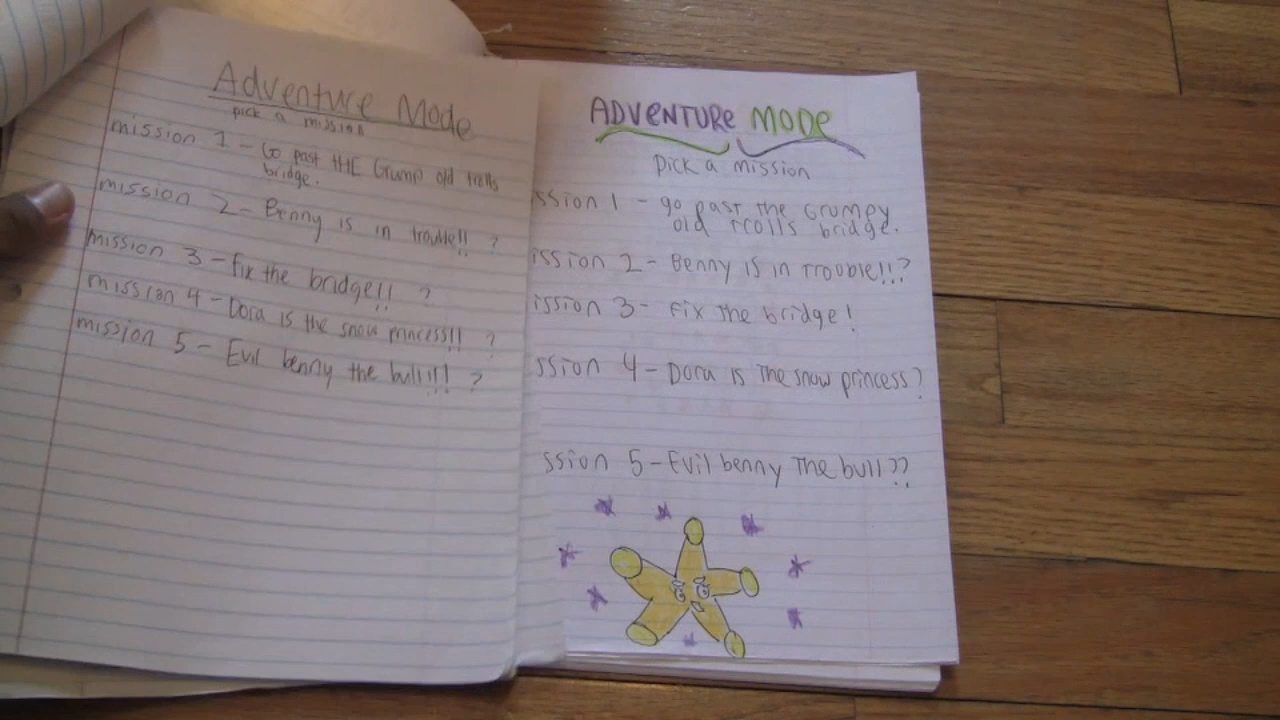 Adventure Mode
pick a mission
mission 1 - Go past tHE Grump old trolls
bridge.
mission 2 - Benny is in trouble!! ?
mission 3 - fix the bridge!! ?
mission 4 - Dora is the snow princess!! ?
mission 5 - Evil benny the bull!!! ?
ADVENTURE MODE
pick a mission
ssion 1 - go past the Grumpy
old trolls bridge.
ission 2 - Benny is in trouble!!?
ission 3 - Fix the bridge!
ssion 4 - Dora is the snow princess?
ssion 5 - Evil benny the bull??